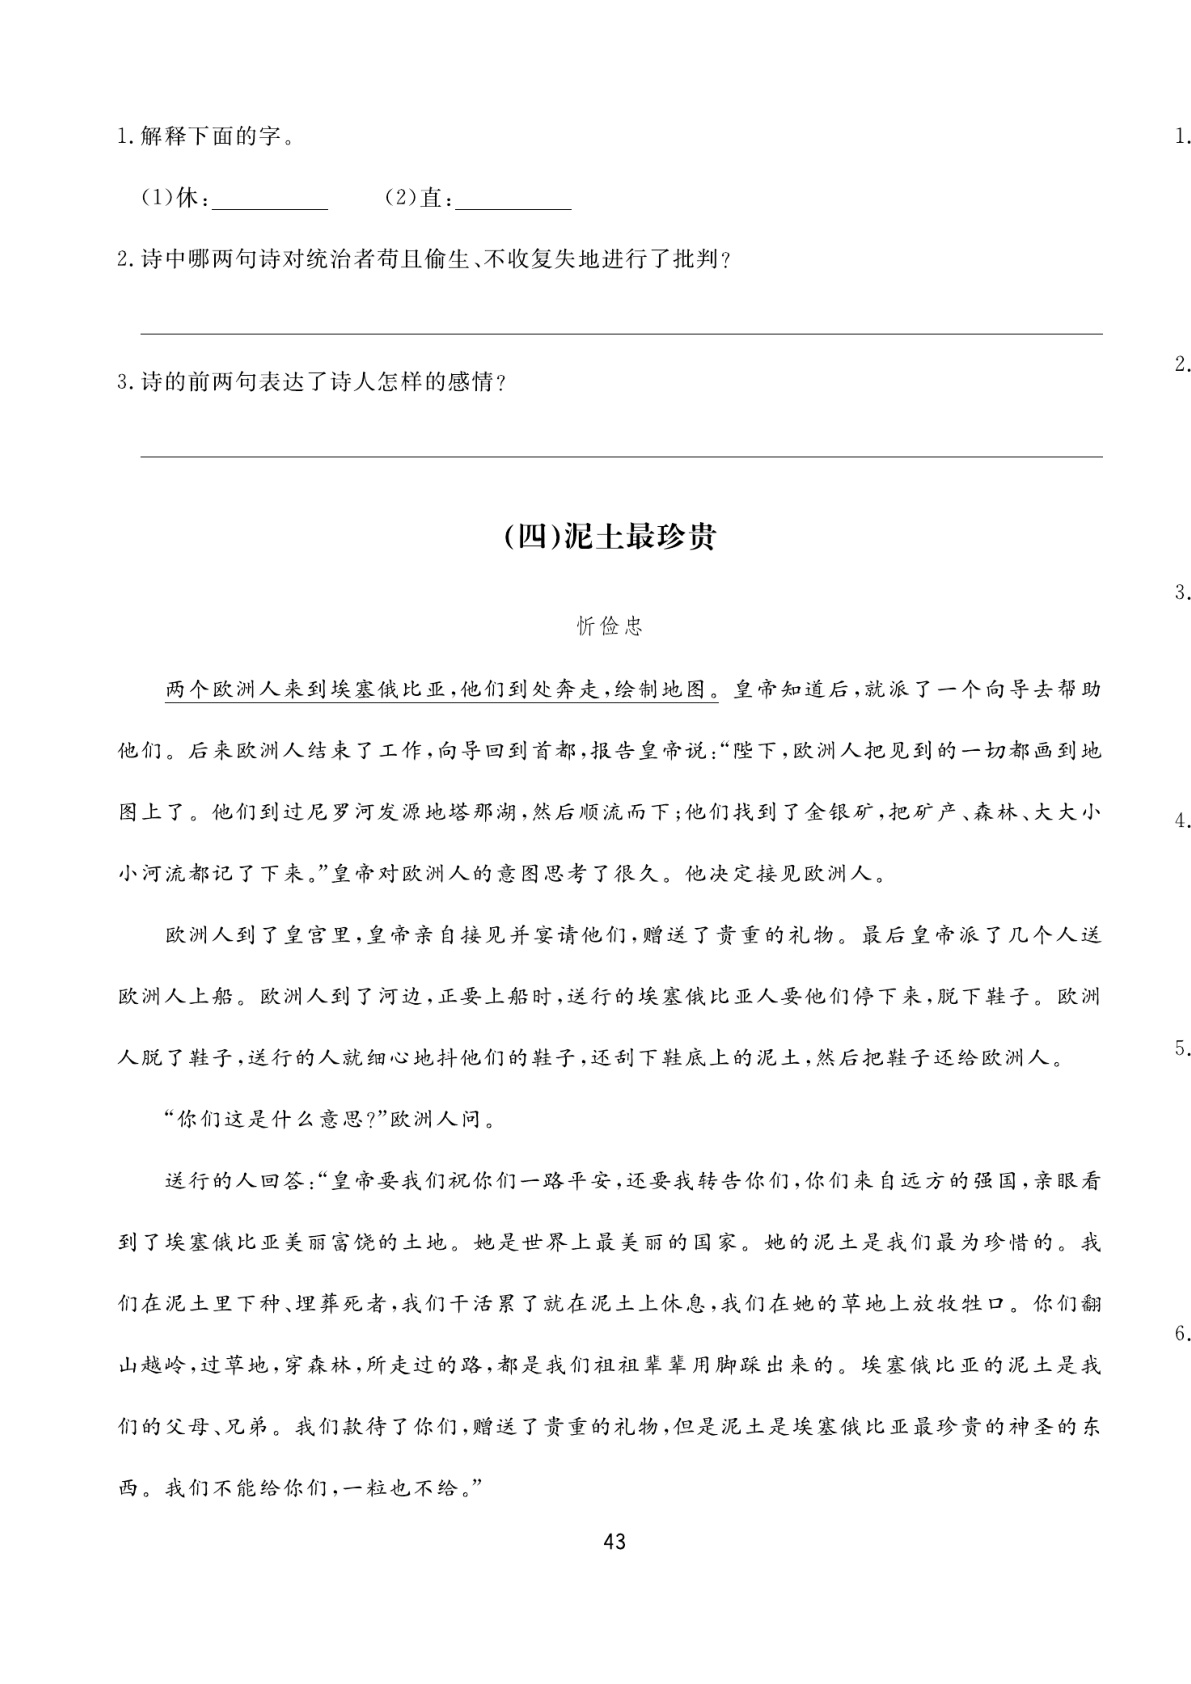 1.解释下面的字。
(1)休:__________ (2)直:__________
2.诗中哪两句诗对统治者苟且偷生、不收复失地进行了批判?
3.诗的前两句表达了诗人怎样的感情?
(四)泥土最珍贵
忻俭忠
两个欧洲人来到埃塞俄比亚,他们到处奔走,绘制地图。皇帝知道后,就派了一个向导去帮助
他们。后来欧洲人结束了工作,向导回到首都,报告皇帝说:“陛下,欧洲人把见到的一切都画到地
图上了。他们到过尼罗河发源地塔那湖,然后顺流而下;他们找到了金银矿,把矿产、森林、大大小
小河流都记了下来。”皇帝对欧洲人的意图思考了很久。他决定接见欧洲人。
欧洲人到了皇宫里,皇帝亲自接见并宴请他们,赠送了贵重的礼物。最后皇帝派了几个人送
欧洲人上船。欧洲人到了河边,正要上船时,送行的埃塞俄比亚人要他们停下来,脱下鞋子。欧洲
人脱了鞋子,送行的人就细心地抖他们的鞋子,还刮下鞋底上的泥土,然后把鞋子还给欧洲人。
“你们这是什么意思?”欧洲人问。
送行的人回答:“皇帝要我们祝你们一路平安,还要我转告你们,你们来自远方的强国,亲眼看
到了埃塞俄比亚美丽富饶的土地。她是世界上最美丽的国家。她的泥土是我们最为珍惜的。我
们在泥土里下种、埋葬死者,我们干活累了就在泥土上休息,我们在她的草地上放牧牲口。你们翻
山越岭,过草地,穿森林,所走过的路,都是我们祖祖辈辈用脚踩出来的。埃塞俄比亚的泥土是我
们的父母、兄弟。我们款待了你们,赠送了贵重的礼物,但是泥土是埃塞俄比亚最珍贵的神圣的东
西。我们不能给你们,一粒也不给。”
43
1.
2.
3.
4.
5.
6.